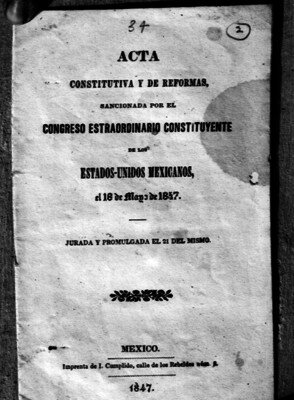 34
2
ACTA
CONSTITUTIVA Y DE REFORMAS,
SANCIONADA POR EL
CONGRESO ESTRAORDINARIO CONSTITUYENTE
DE LOS
ESTADOS-UNIDOS MEXICANOS,
el 18 de Mayo de 1847.
JURADA Y PROMULGADA EL 21 DEL MISMO.
MEXICO.
Imprenta de I. Cumplido, calle de los Rebeldes núm.
1847.